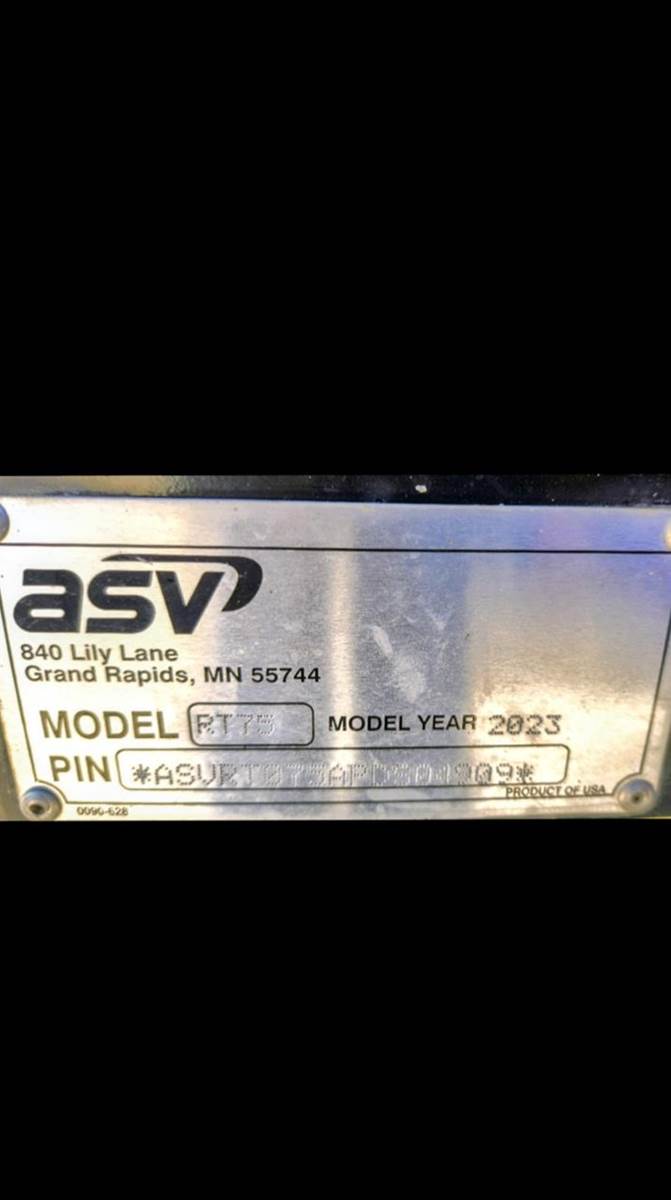 asv
840 Lily Lane
Grand Rapids, MN 55744
MODEL RT75 MODEL YEAR 2023
PIN
PRODUCT OF USA
0090-628